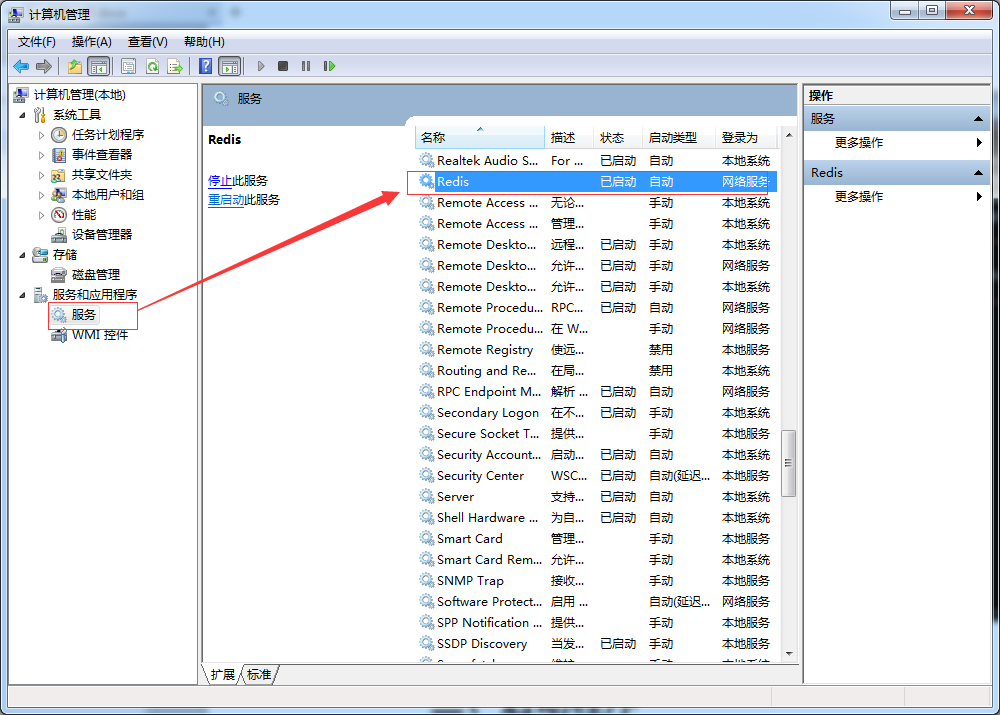 计算机管理
文件(F) 操作(A) 查看(V) 帮助(H)
计算机管理(本地)
系统工具
任务计划程序
事件查看器
共享文件夹
本地用户和组
性能
设备管理器
存储
磁盘管理
服务和应用程序
服务
WMI 控件
服务
Redis
停止此服务
重启动此服务
名称 描述 状态 启动类型 登录为
Realtek Audio S... For ... 已启动 自动 本地系统
Redis 已启动 自动 网络服务
Remote Access ... 无论... 手动 本地系统
Remote Access ... 管理... 手动 本地系统
Remote Deskto... 远程... 已启动 手动 本地系统
Remote Deskto... 允许... 已启动 手动 网络服务
Remote Deskto... 允许... 已启动 手动 本地系统
Remote Procedu... RPC... 已启动 自动 网络服务
Remote Procedu... 在 W... 手动 网络服务
Remote Registry 使远... 禁用 本地服务
Routing and Re... 在局... 禁用 本地系统
RPC Endpoint M... 解析 ... 已启动 自动 网络服务
Secondary Logon 在不... 已启动 手动 本地系统
Secure Socket T... 提供... 手动 本地服务
Security Account... 启动... 已启动 自动 本地系统
Security Center WSC... 已启动 自动(延迟... 本地服务
Server 支持... 已启动 自动 本地系统
Shell Hardware ... 为自... 已启动 自动 本地系统
Smart Card 管理... 手动 本地服务
Smart Card Rem... 允许... 手动 本地系统
SNMP Trap 接收... 手动 本地服务
Software Protect... 启用 ... 自动(延迟... 网络服务
SPP Notification ... 提供... 手动 本地服务
SSDP Discovery 当发... 已启动 手动 本地服务
扩展 标准
操作
服务
更多操作
Redis
更多操作